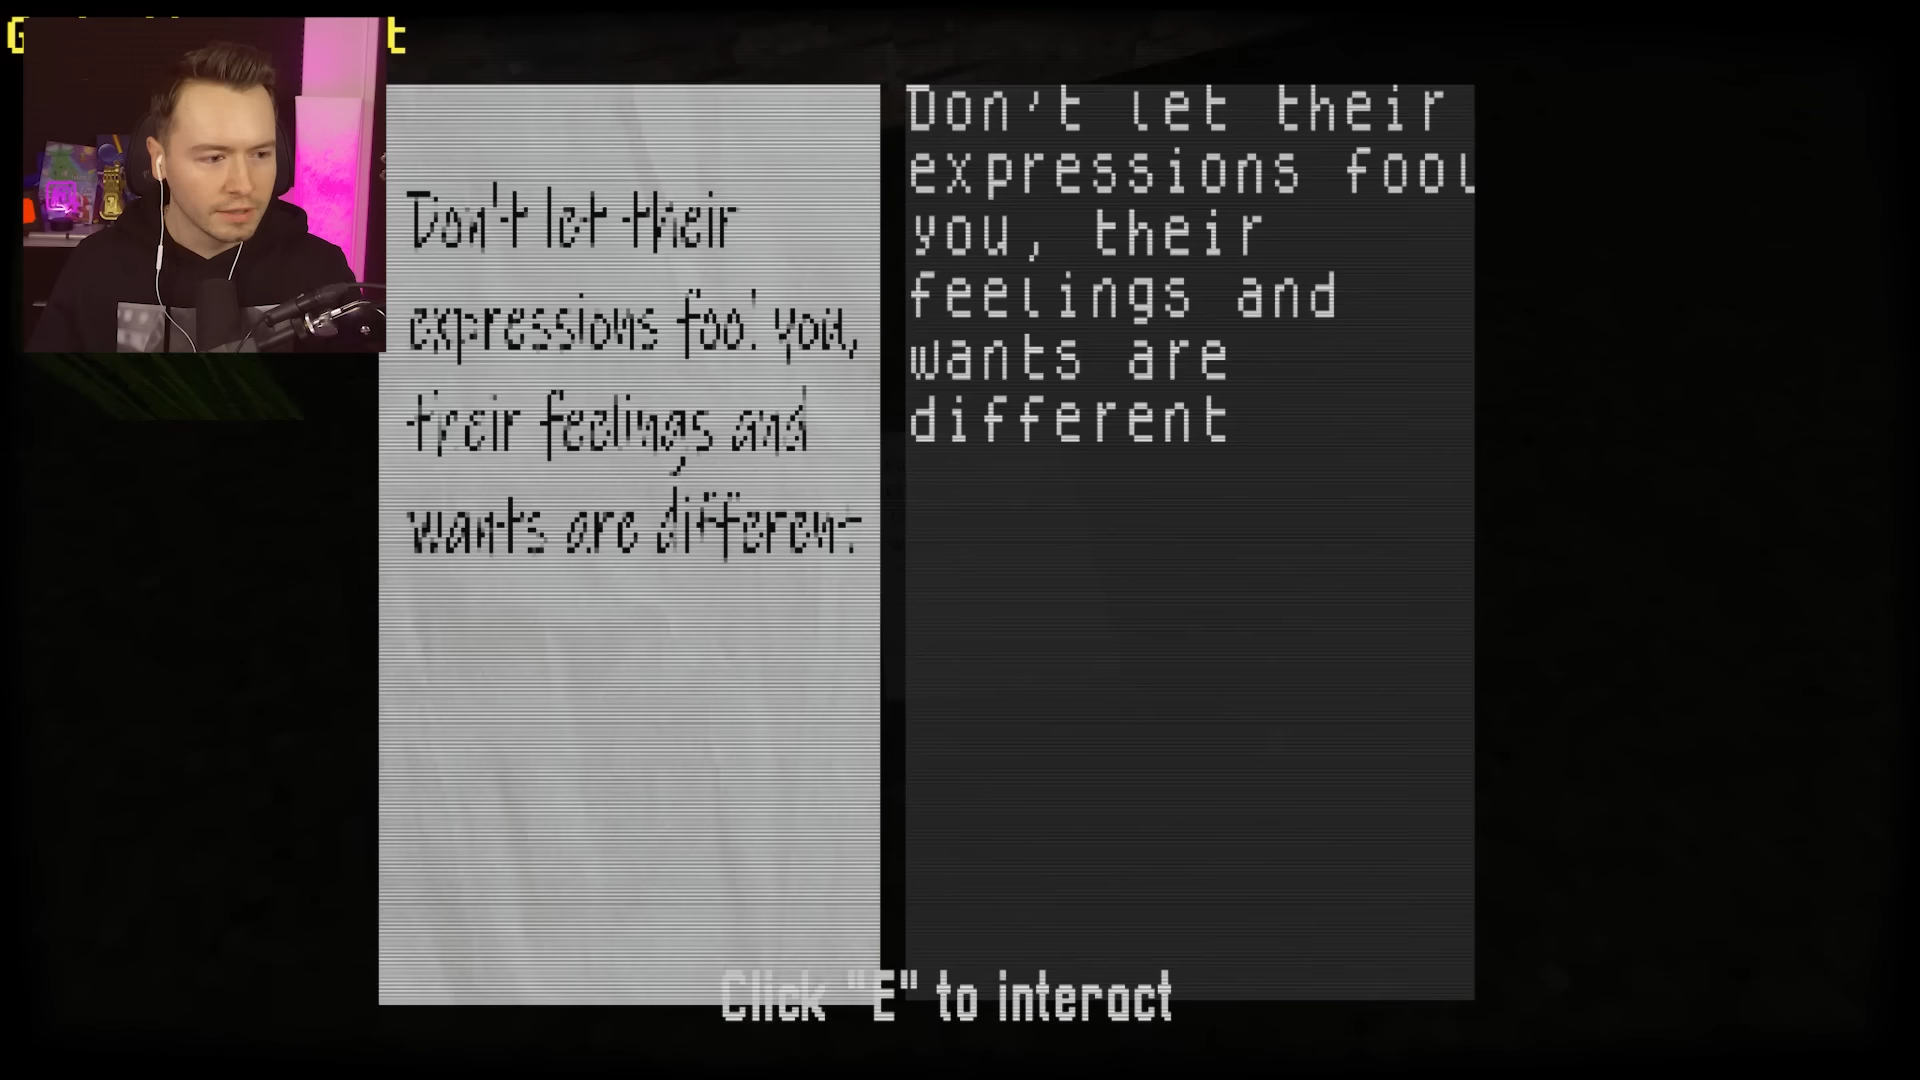 Don't let their
expressions fool you,
their feelings and
wants are different
Don't let their
expressions fool
you, their
feelings and
wants are
different
Click "E" to interact